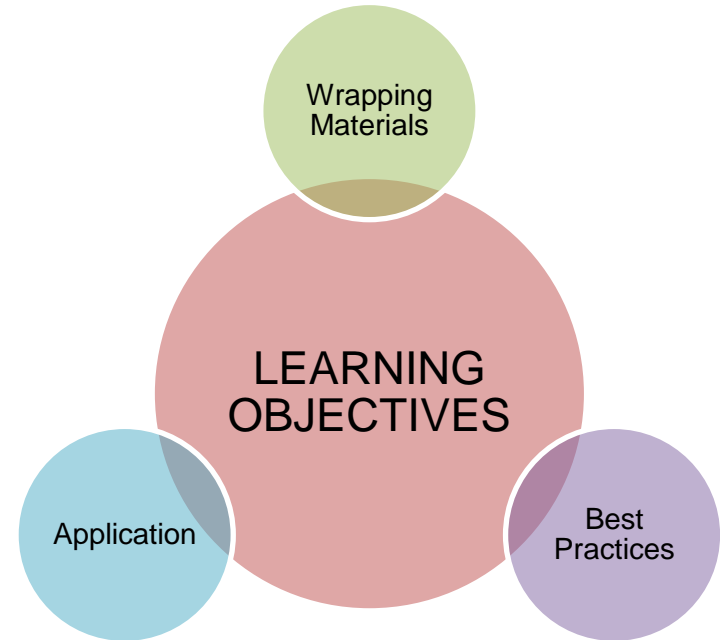 Wrapping
Materials
LEARNING
OBJECTIVES
Application
Best
Practices